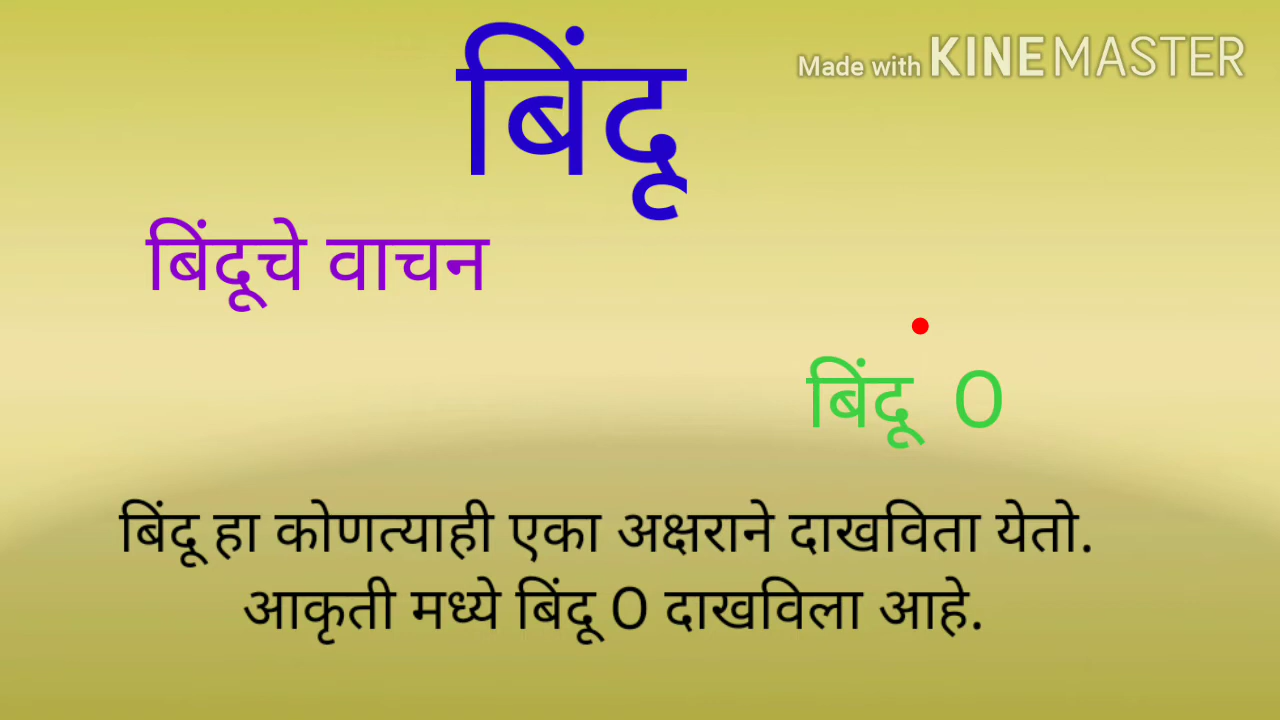 बिंदू
Made with KINEMASTER
बिंदूचे वाचन
बिंदू O
बिंदू हा कोणत्याही एका अक्षराने दाखविता येतो.
आकृती मध्ये बिंदू O दाखविला आहे.